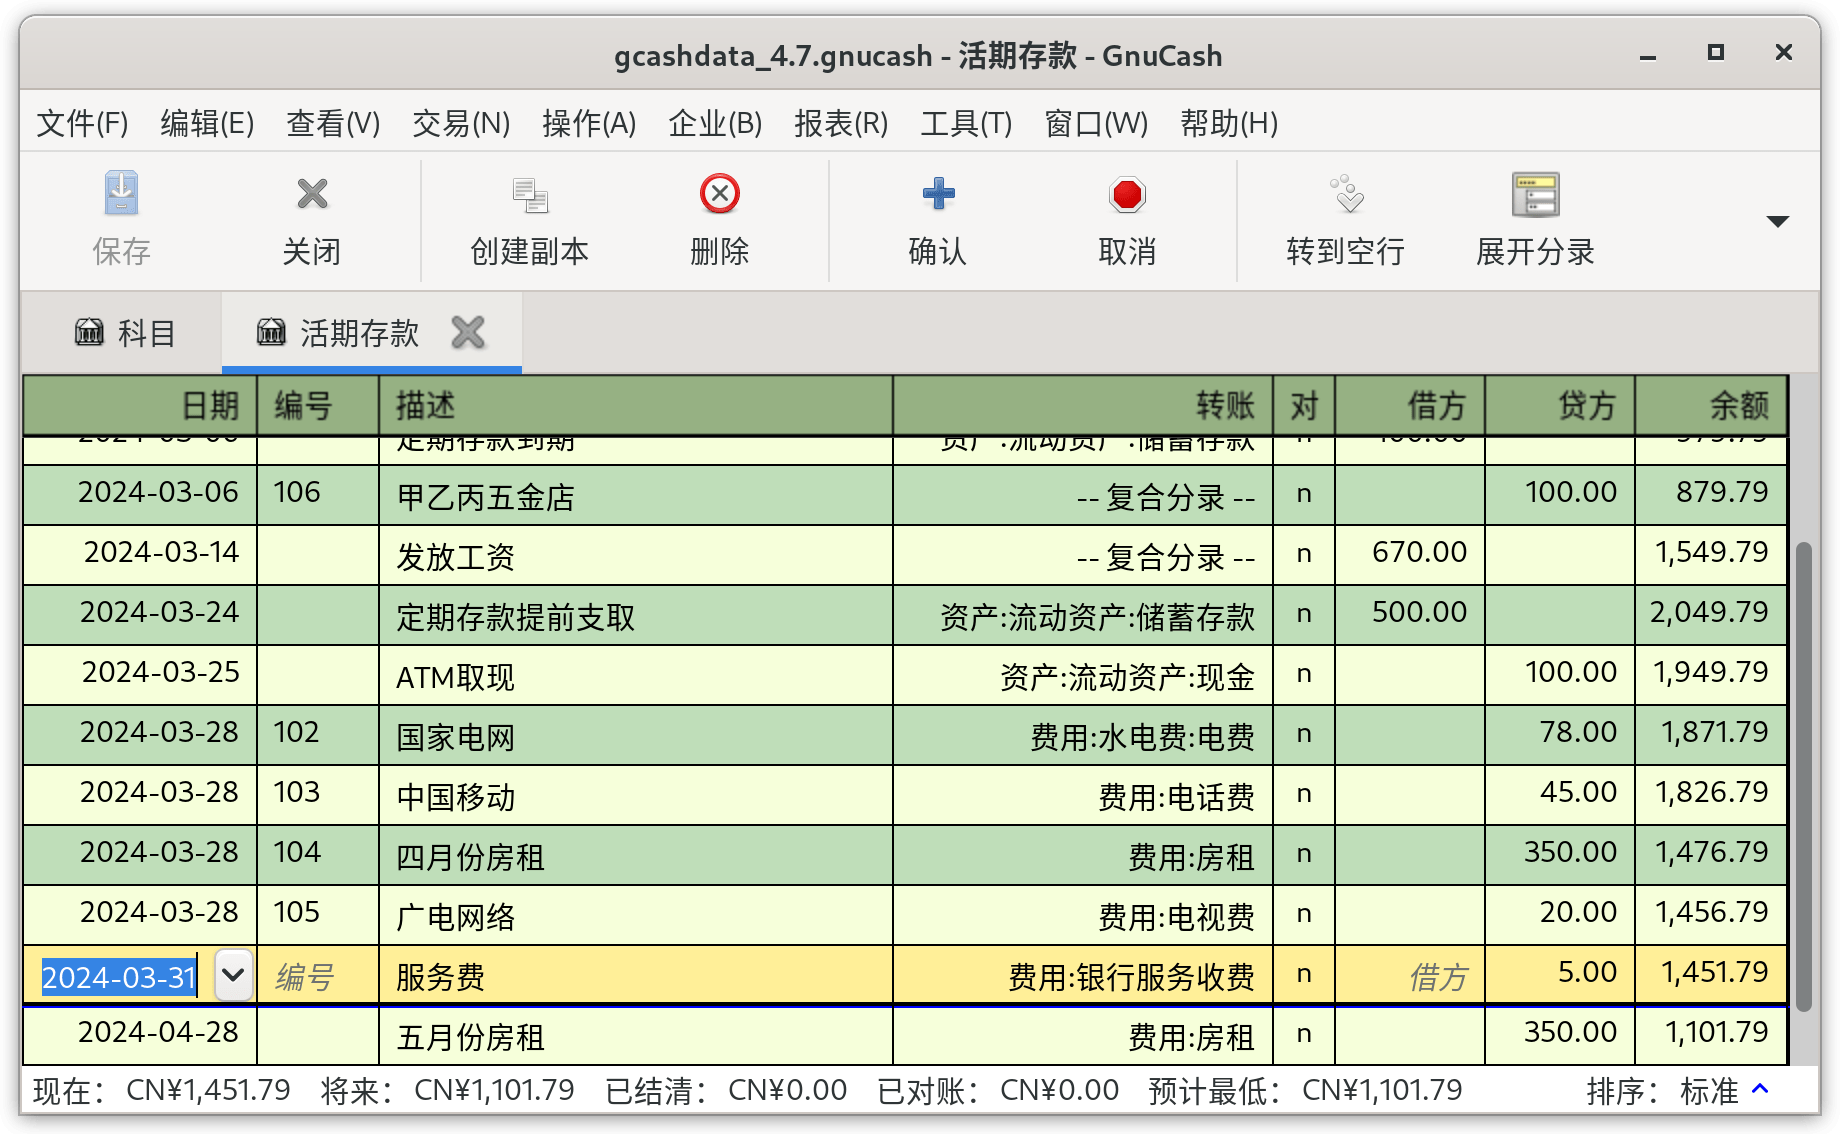 gcashdata_4.7.gnucash - 活期存款 - GnuCash
文件(F) 编辑(E) 查看(V) 交易(N) 操作(A) 企业(B) 报表(R) 工具(T) 窗口(W) 帮助(H)
保存 关闭 创建副本 删除 确认 取消 转到空行 展开分录
科目 活期存款
日期 编号 描述 转账 对 借方 贷方 余额
定期存款到期 资产:流动资产:储蓄存款 n
2024-03-06 106 甲乙丙五金店 -- 复合分录 -- n 100.00 879.79
2024-03-14 发放工资 -- 复合分录 -- n 670.00 1,549.79
2024-03-24 定期存款提前支取 资产:流动资产:储蓄存款 n 500.00 2,049.79
2024-03-25 ATM取现 资产:流动资产:现金 n 100.00 1,949.79
2024-03-28 102 国家电网 费用:水电费:电费 n 78.00 1,871.79
2024-03-28 103 中国移动 费用:电话费 n 45.00 1,826.79
2024-03-28 104 四月份房租 费用:房租 n 350.00 1,476.79
2024-03-28 105 广电网络 费用:电视费 n 20.00 1,456.79
2024-03-31 编号 服务费 费用:银行服务收费 n 借方 5.00 1,451.79
2024-04-28 五月份房租 费用:房租 n 350.00 1,101.79
现在： CN¥1,451.79 将来： CN¥1,101.79 已结清： CN¥0.00 已对账： CN¥0.00 预计最低： CN¥1,101.79 排序： 标准